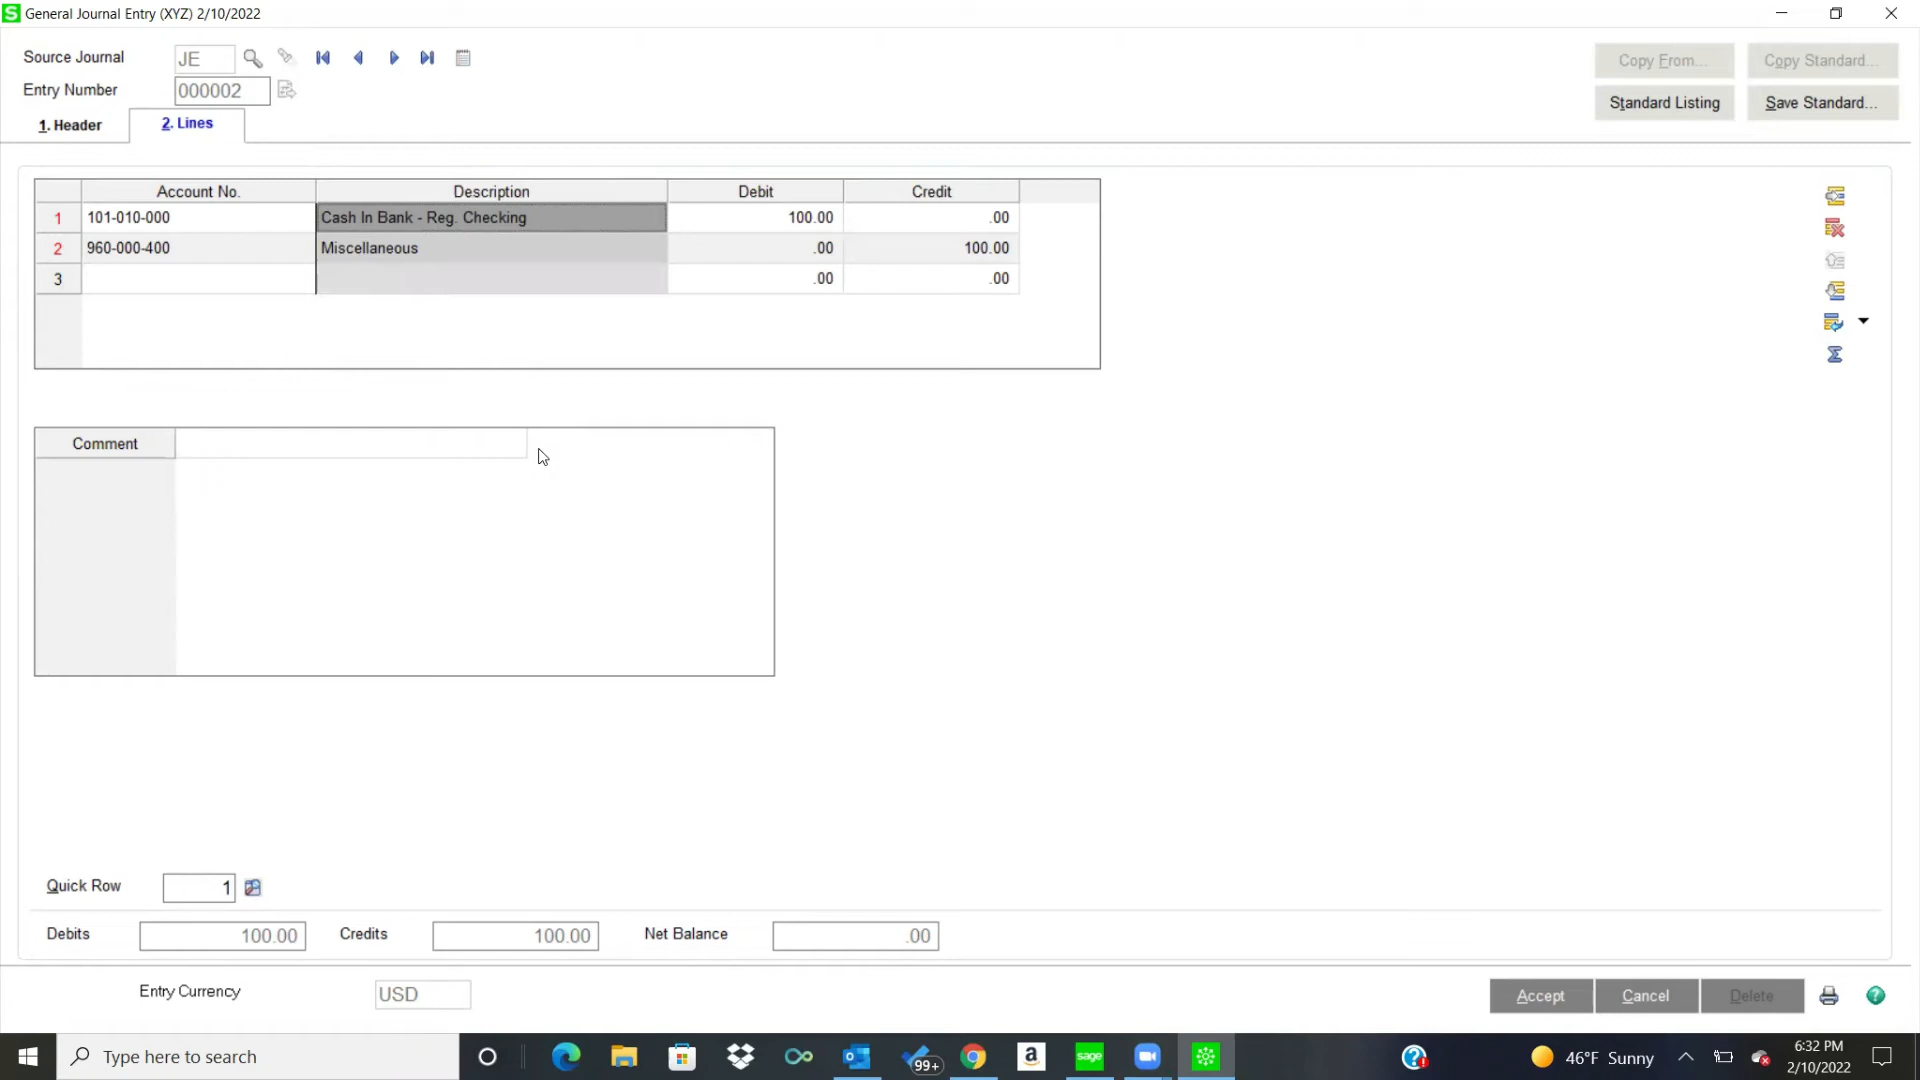 General Journal Entry (XYZ) 2/10/2022
Source Journal JE
Copy From... Copy Standard...
Entry Number 000002
Standard Listing Save Standard...
1. Header 2. Lines
Account No. Description Debit Credit
1 101-010-000 Cash In Bank - Reg. Checking 100.00 .00
2 960-000-400 Miscellaneous .00 100.00
3 .00 .00
Comment
Quick Row 1
Debits 100.00 Credits 100.00 Net Balance .00
Entry Currency USD
Accept Cancel Delete
Type here to search
99+
sage
46°F Sunny
6:32 PM
2/10/2022